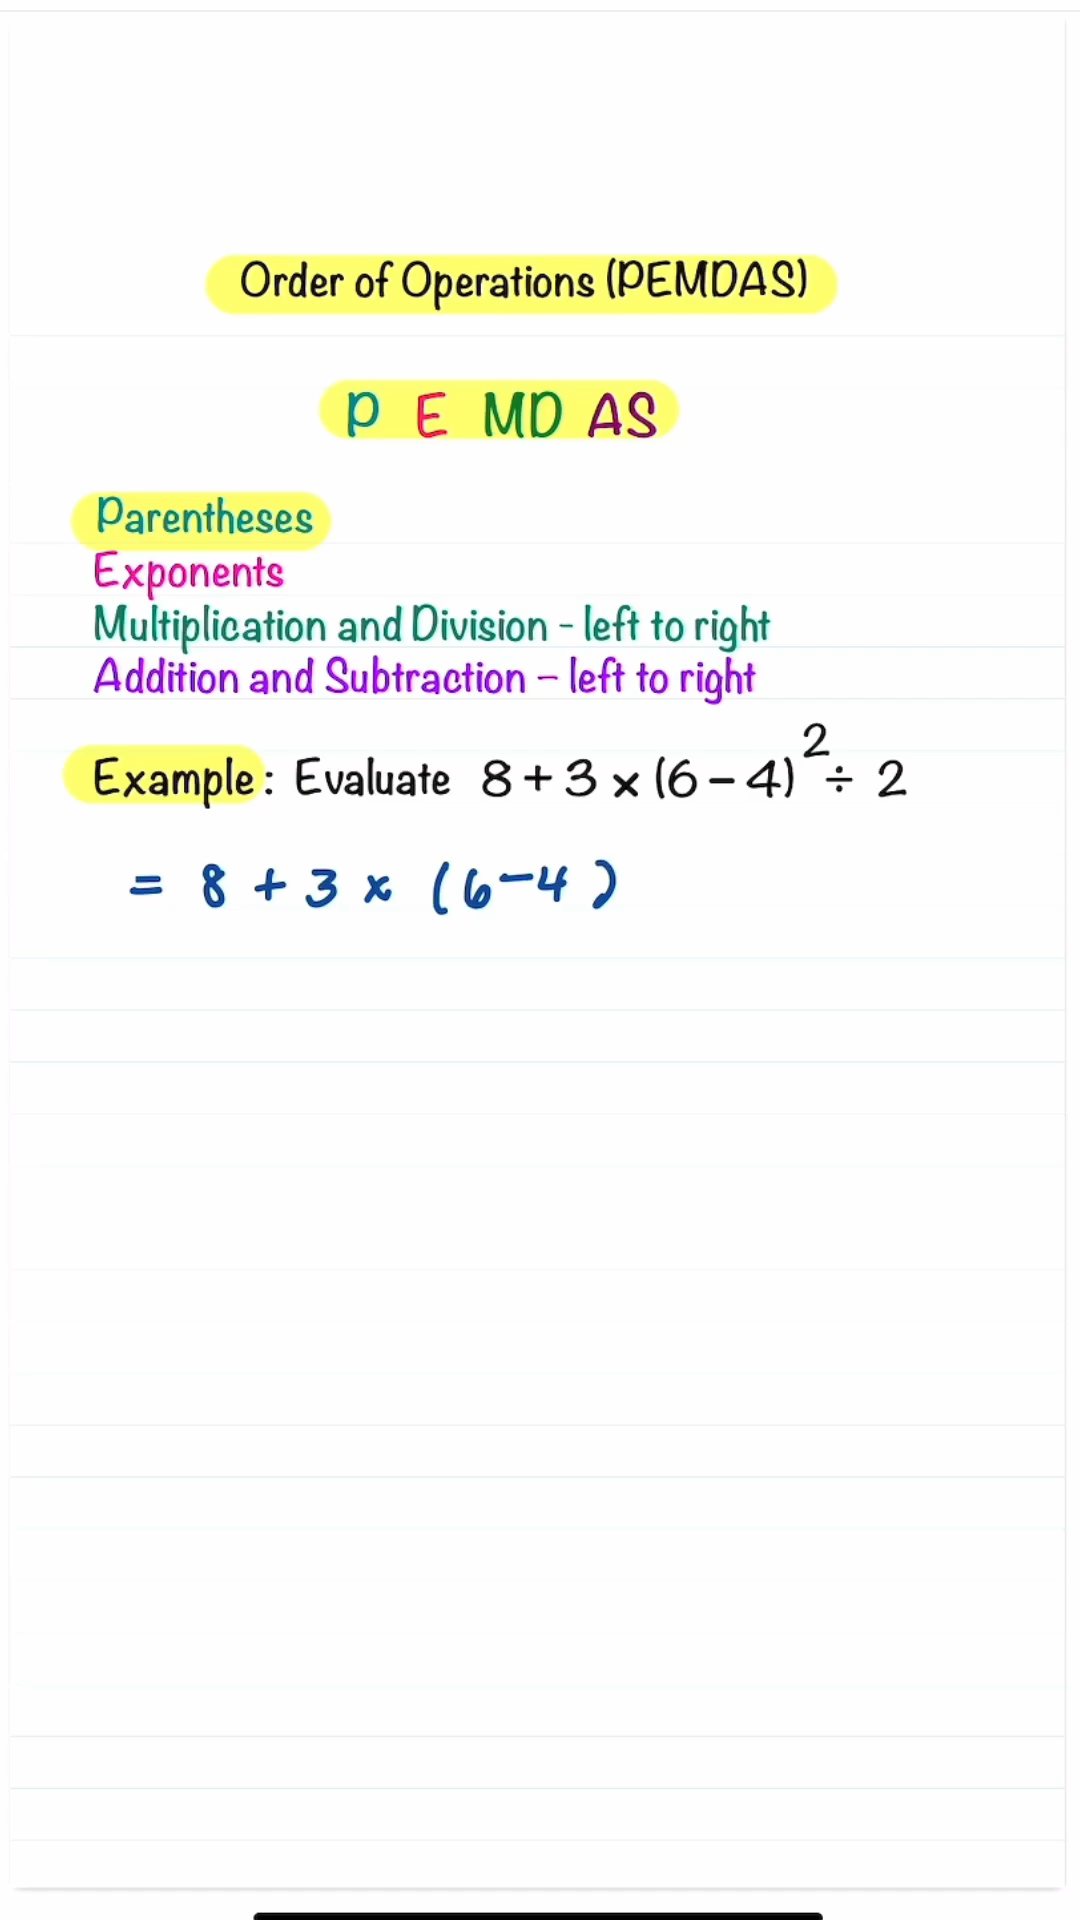 Order of Operations (PEMDAS)
P E MD AS
Parentheses
Exponents
Multiplication and Division - left to right
Addition and Subtraction – left to right
Example : Evaluate 8 + 3 × (6 – 4)² ÷ 2
= 8 + 3 × (6 – 4)